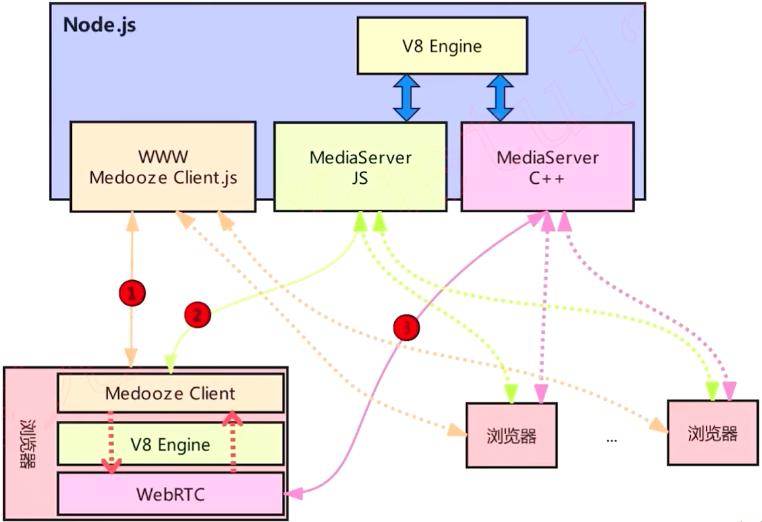 Node.js
V8 Engine
WWW
Medooze Client.js
MediaServer
JS
MediaServer
C++
1
2
3
浏览器
Medooze Client
V8 Engine
WebRTC
浏览器
...
浏览器